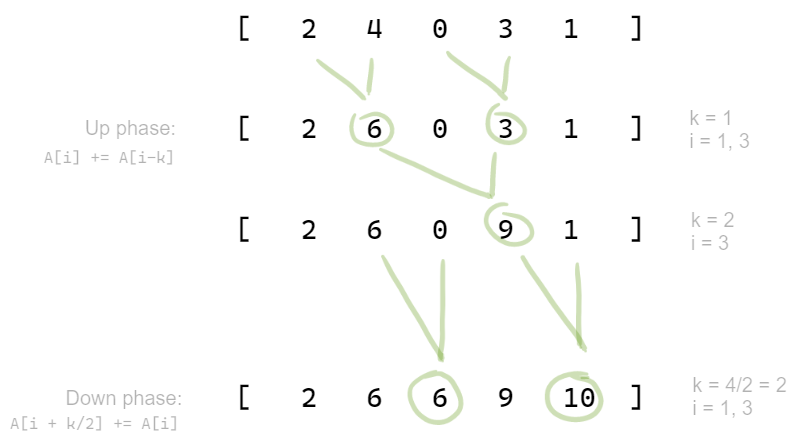 [ 2 4 0 3 1 ]
Up phase:
A[i] += A[i-k]
[ 2 6 0 3 1 ]
k = 1
i = 1, 3
[ 2 6 0 9 1 ]
k = 2
i = 3
Down phase:
A[i + k/2] += A[i]
[ 2 6 6 9 10 ]
k = 4/2 = 2
i = 1, 3